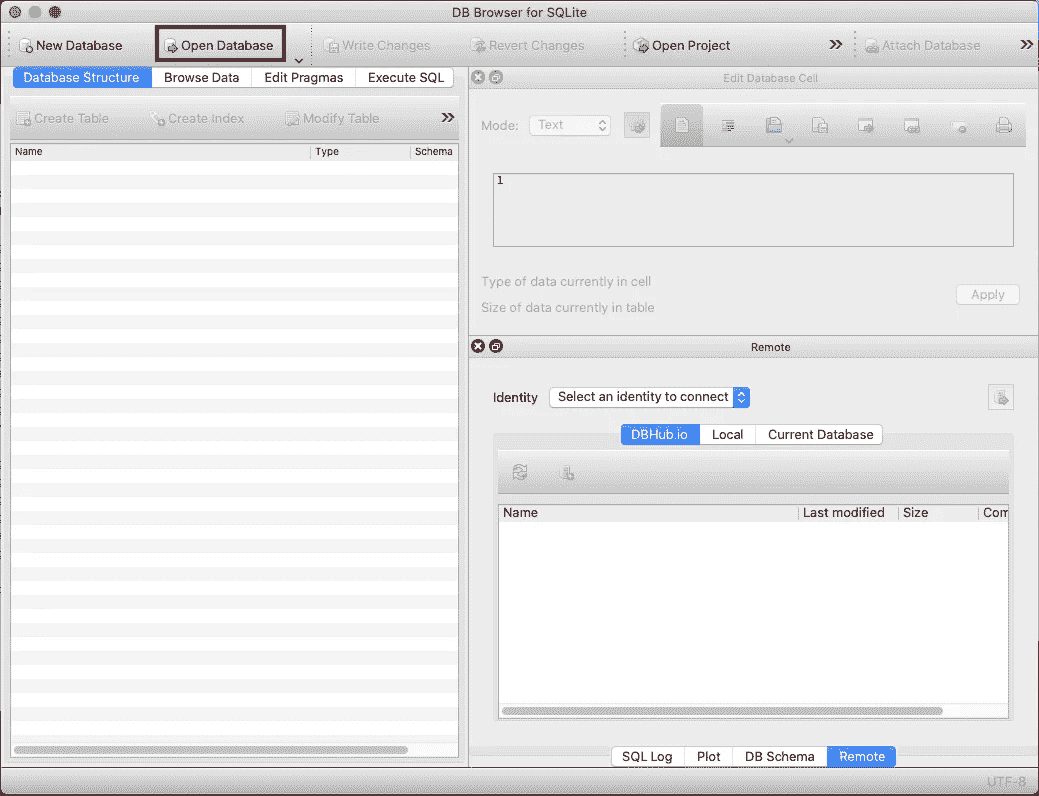 DB Browser for SQLite
New Database Open Database Write Changes Revert Changes Open Project Attach Database
Database Structure Browse Data Edit Pragmas Execute SQL
Create Table Create Index Modify Table
Name Type Schema
Edit Database Cell
Mode: Text
1
Type of data currently in cell
Size of data currently in table
Apply
Remote
Identity Select an identity to connect
DBHub.io Local Current Database
Name Last modified Size Com
SQL Log Plot DB Schema Remote
UTF-8